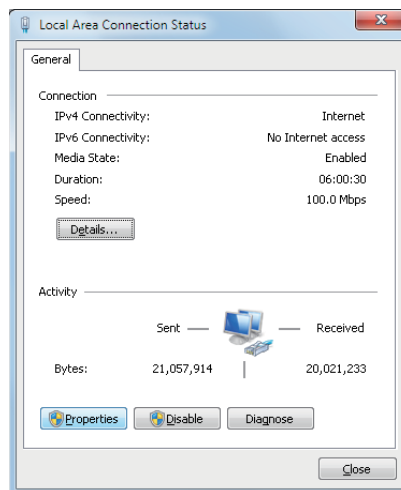 Local Area Connection Status
General
Connection
IPv4 Connectivity: Internet
IPv6 Connectivity: No Internet access
Media State: Enabled
Duration: 06:00:30
Speed: 100.0 Mbps
Details...
Activity
Sent Received
Bytes: 21,057,914 20,021,233
Properties Disable Diagnose
Close